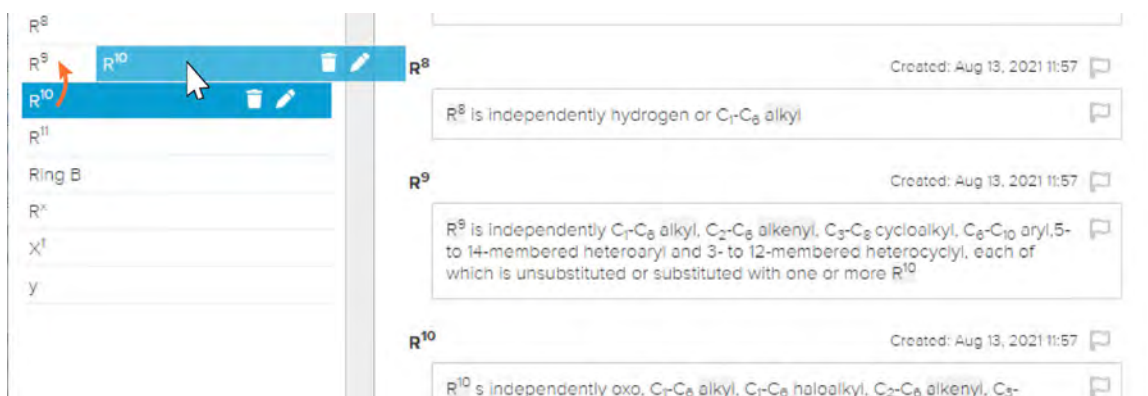 R⁸
R⁹
R¹⁰
R¹⁰
R¹¹
Ring B
Rˣ
X¹
y
R⁸
Created: Aug 13, 2021 11:57
R⁸ is independently hydrogen or C₁-C₆ alkyl
R⁹
Created: Aug 13, 2021 11:57
R⁹ is independently C₁-C₆ alkyl, C₂-C₆ alkenyl, C₃-C₈ cycloalkyl, C₆-C₁₀ aryl,5-
to 14-membered heteroaryl and 3- to 12-membered heterocyclyl, each of
which is unsubstituted or substituted with one or more R¹⁰
R¹⁰
Created: Aug 13, 2021 11:57
R¹⁰ s independently oxo, C₁-C₆ alkyl, C₁-C₆ haloalkyl, C₂-C₆ alkenyl, C₃-